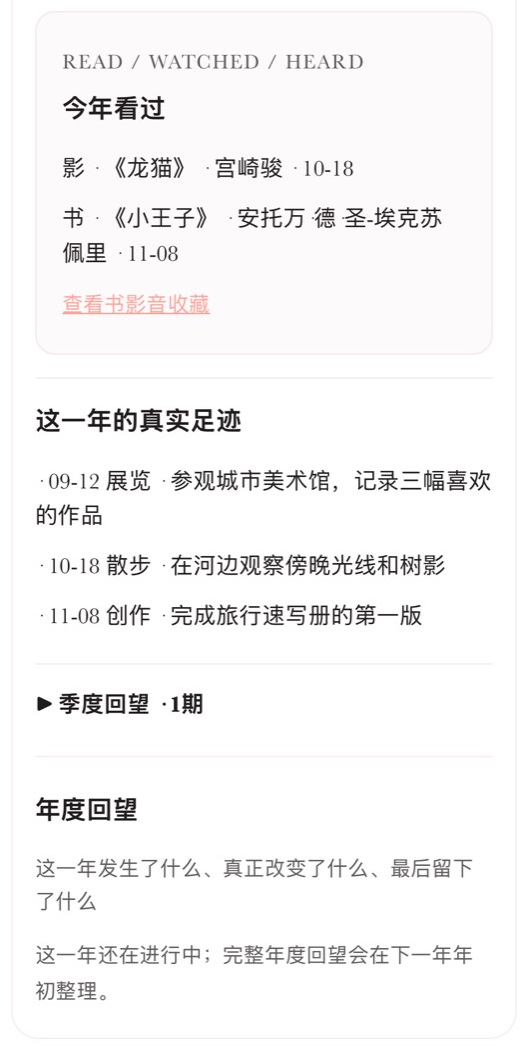 READ / WATCHED / HEARD
今年看过
影 ·《龙猫》 ·宫崎骏 ·10-18
书 ·《小王子》 ·安托万·德·圣-埃克苏
佩里 ·11-08
查看书影音收藏
这一年的真实足迹
·09-12 展览 ·参观城市美术馆，记录三幅喜欢
的作品
·10-18 散步 ·在河边观察傍晚光线和树影
·11-08 创作 ·完成旅行速写册的第一版
▶ 季度回望 ·1期
年度回望
这一年发生了什么、真正改变了什么、最后留下
了什么
这一年还在进行中；完整年度回望会在下一年年
初整理。